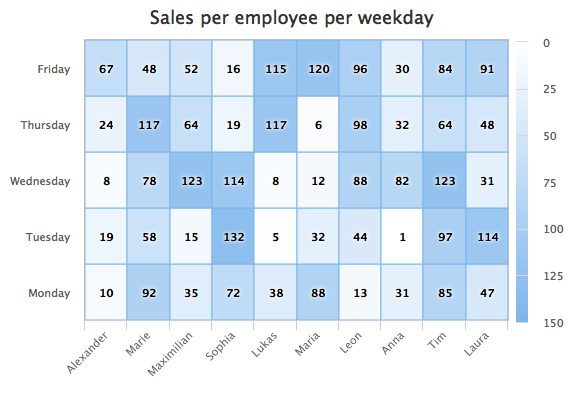 Sales per employee per weekday
Friday 67 48 52 16 115 120 96 30 84 91
Thursday 24 117 64 19 117 6 98 32 64 48
Wednesday 8 78 123 114 8 12 88 82 123 31
Tuesday 19 58 15 132 5 32 44 1 97 114
Monday 10 92 35 72 38 88 13 31 85 47
Alexander Marie Maximilian Sophia Lukas Maria Leon Anna Tim Laura
0
25
50
75
100
125
150